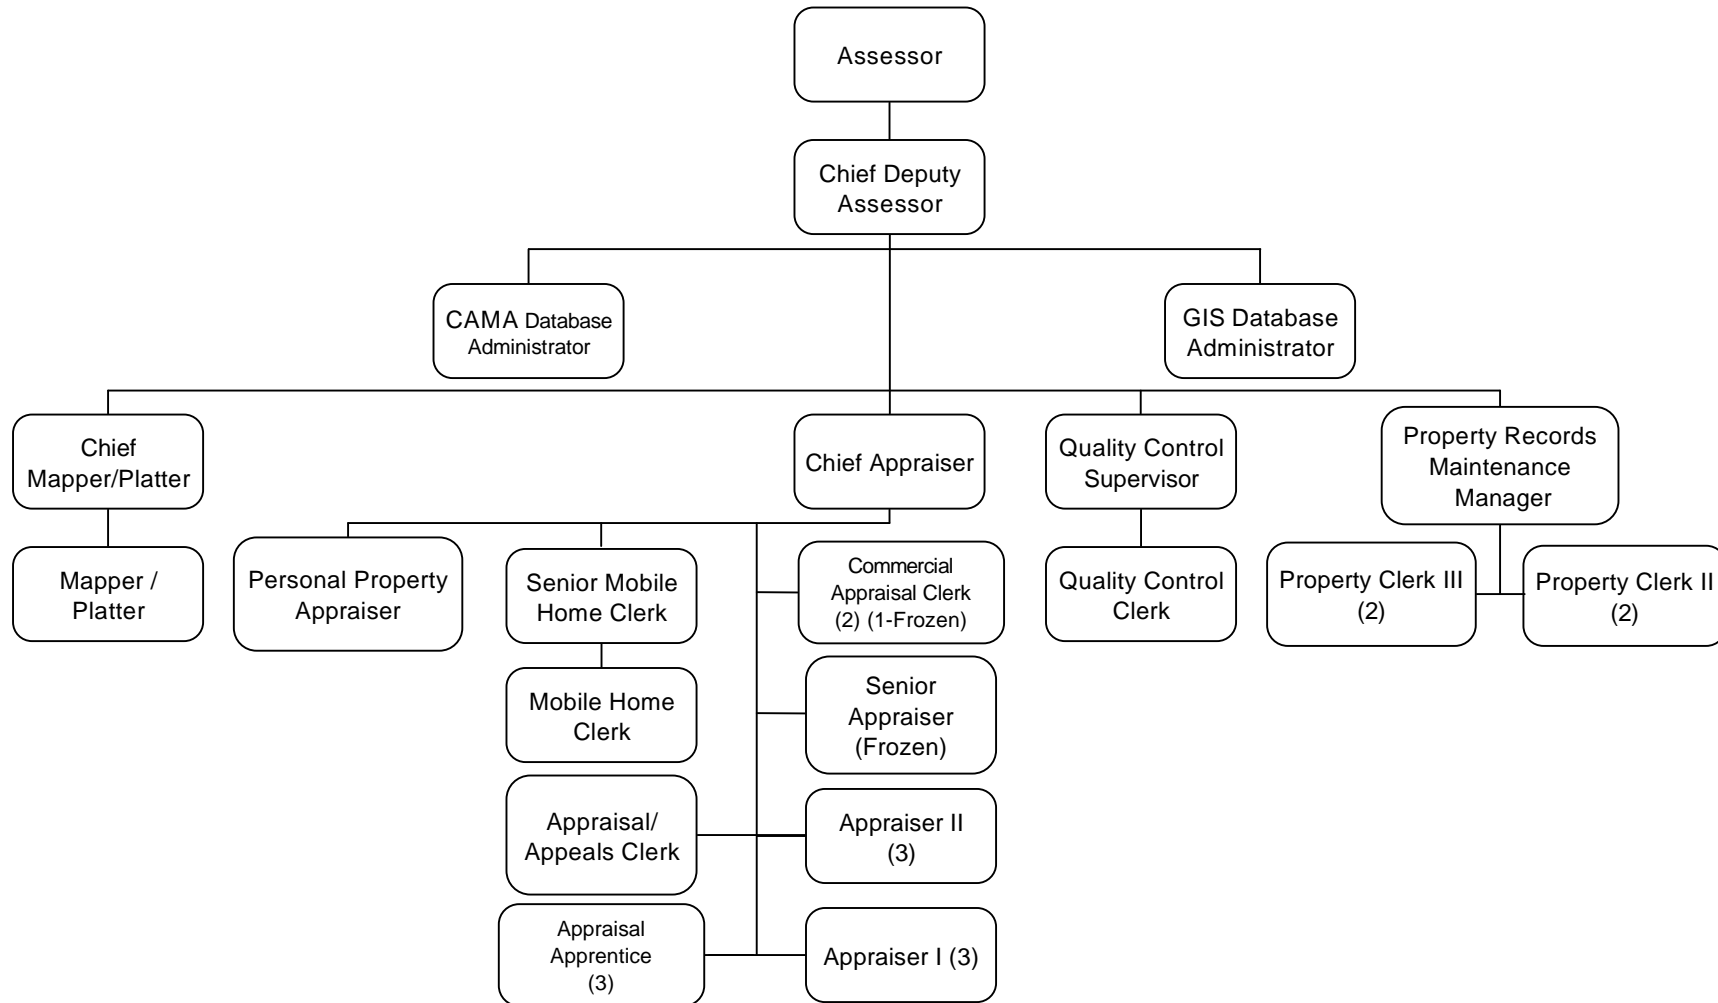 Assessor
Chief Deputy
Assessor
CAMA Database
Administrator
GIS Database
Administrator
Chief
Mapper/Platter
Chief Appraiser
Quality Control
Supervisor
Property Records
Maintenance
Manager
Mapper /
Platter
Personal Property
Appraiser
Senior Mobile
Home Clerk
Commercial
Appraisal Clerk
(2) (1-Frozen)
Quality Control
Clerk
Property Clerk III
(2)
Property Clerk II
(2)
Mobile Home
Clerk
Senior
Appraiser
(Frozen)
Appraisal/
Appeals Clerk
Appraiser II
(3)
Appraisal
Apprentice
(3)
Appraiser I (3)